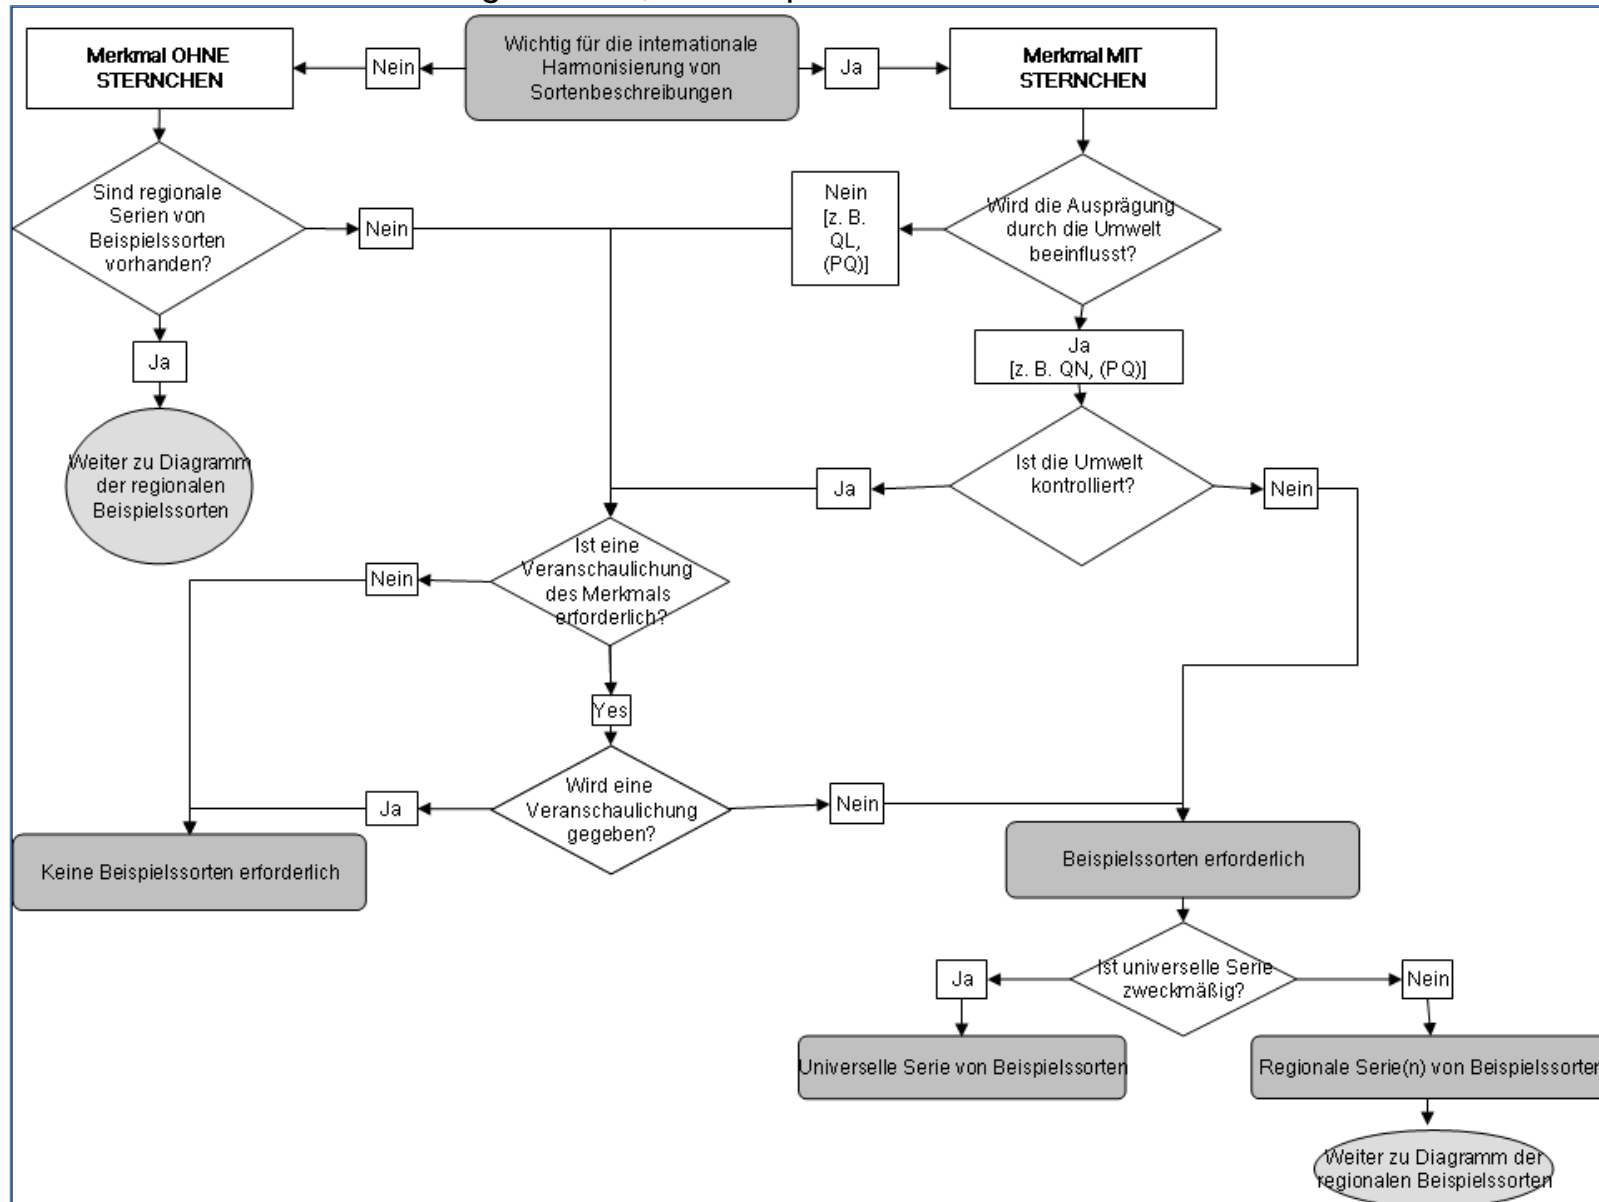 Wichtig für die internationale
Harmonisierung von
Sortenbeschreibungen
Nein
Ja
Merkmal OHNE
STERNCHEN
Merkmal MIT
STERNCHEN
Sind regionale
Serien von
Beispielssorten
vorhanden?
Nein
Nein
[z. B.
QL,
(PQ)]
Wird die Ausprägung
durch die Umwelt
beeinflusst?
Ja
Ja
[z. B. QN, (PQ)]
Weiter zu Diagramm
der regionalen
Beispielssorten
Ja
Ist die Umwelt
kontrolliert?
Nein
Nein
Ist eine
Veranschaulichung
des Merkmals
erforderlich?
Yes
Ja
Wird eine
Veranschaulichung
gegeben?
Nein
Keine Beispielssorten erforderlich
Beispielssorten erforderlich
Ja
Ist universelle Serie
zweckmäßig?
Nein
Universelle Serie von Beispielssorten
Regionale Serie(n) von Beispielssorten
Weiter zu Diagramm der
regionalen Beispielssorten